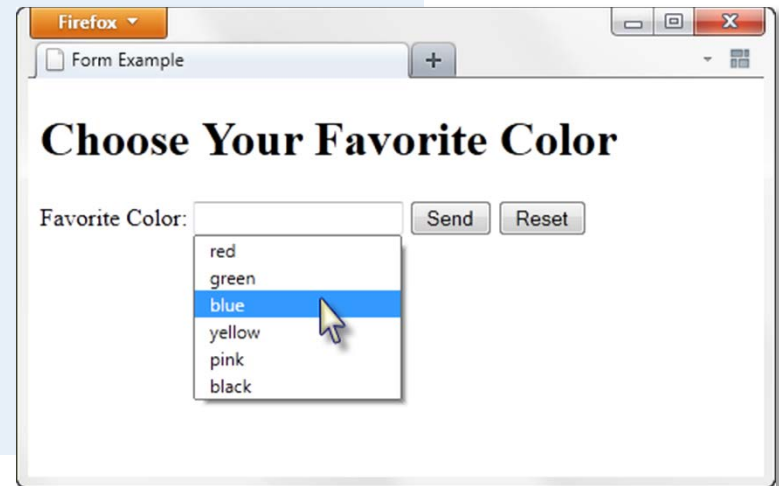 Firefox
Form Example
Choose Your Favorite Color
Favorite Color: Send Reset
red
green
blue
yellow
pink
black